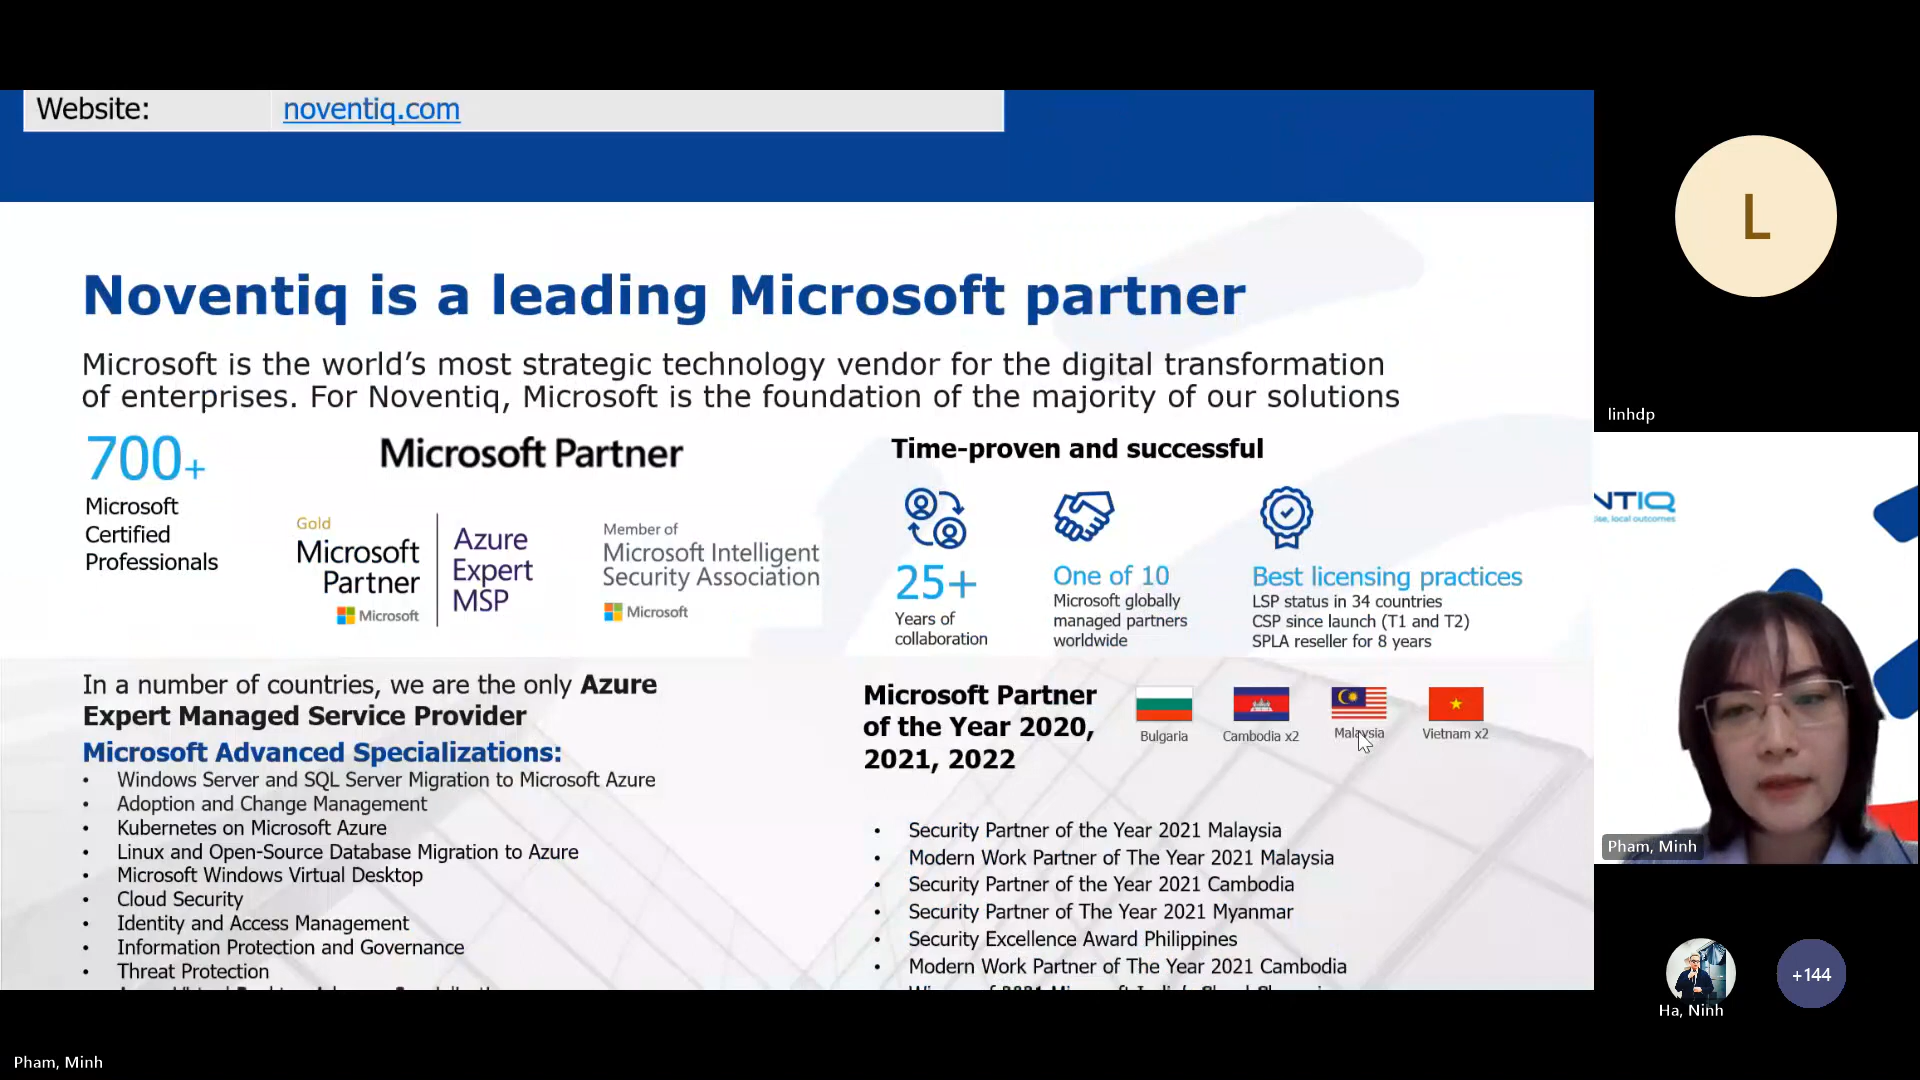 Website:
noventiq.com
Noventiq is a leading Microsoft partner
Microsoft is the world’s most strategic technology vendor for the digital transformation
of enterprises. For Noventiq, Microsoft is the foundation of the majority of our solutions
700+
Microsoft
Certified
Professionals
Microsoft Partner
Gold
Microsoft
Partner
Microsoft
Azure
Expert
MSP
Member of
Microsoft Intelligent
Security Association
Microsoft
Time-proven and successful
25+
Years of
collaboration
One of 10
Microsoft globally
managed partners
worldwide
Best licensing practices
LSP status in 34 countries
CSP since launch (T1 and T2)
SPLA reseller for 8 years
In a number of countries, we are the only Azure
Expert Managed Service Provider
Microsoft Advanced Specializations:
• Windows Server and SQL Server Migration to Microsoft Azure
• Adoption and Change Management
• Kubernetes on Microsoft Azure
• Linux and Open-Source Database Migration to Azure
• Microsoft Windows Virtual Desktop
• Cloud Security
• Identity and Access Management
• Information Protection and Governance
• Threat Protection
Microsoft Partner
of the Year 2020,
2021, 2022
Bulgaria
Cambodia x2
Malaysia
Vietnam x2
• Security Partner of the Year 2021 Malaysia
• Modern Work Partner of The Year 2021 Malaysia
• Security Partner of the Year 2021 Cambodia
• Security Partner of The Year 2021 Myanmar
• Security Excellence Award Philippines
• Modern Work Partner of The Year 2021 Cambodia
L
linhdp
NTIQ
local outcomes
Pham, Minh
Ha, Ninh
+144
Pham, Minh